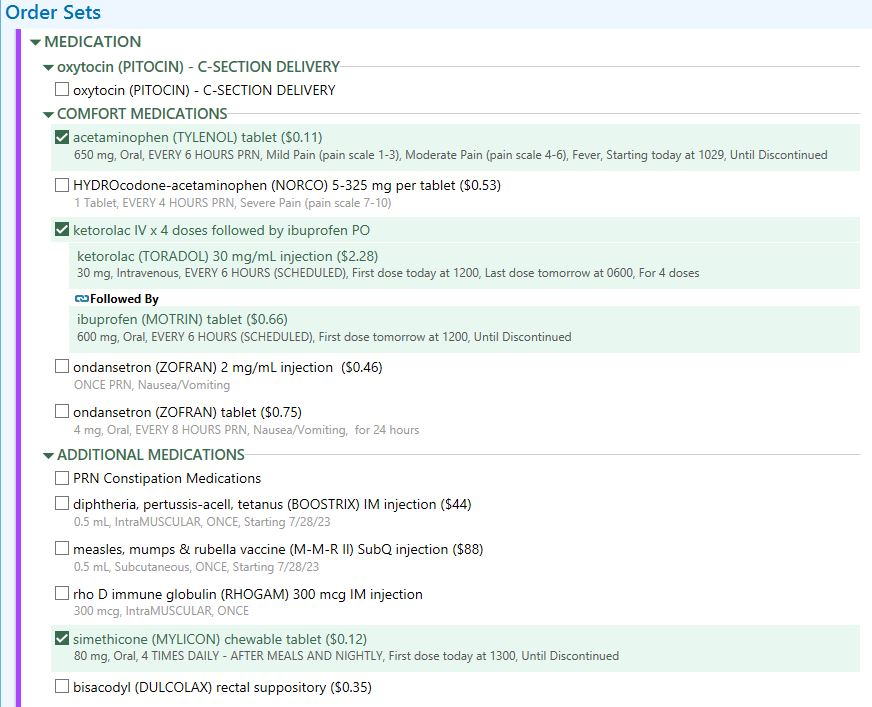 Order Sets
MEDICATION
oxytocin (PITOCIN) - C-SECTION DELIVERY
oxytocin (PITOCIN) - C-SECTION DELIVERY
COMFORT MEDICATIONS
acetaminophen (TYLENOL) tablet ($0.11)
650 mg, Oral, EVERY 6 HOURS PRN, Mild Pain (pain scale 1-3), Moderate Pain (pain scale 4-6), Fever, Starting today at 1029, Until Discontinued
HYDROcodone-acetaminophen (NORCO) 5-325 mg per tablet ($0.53)
1 Tablet, EVERY 4 HOURS PRN, Severe Pain (pain scale 7-10)
ketorolac IV x 4 doses followed by ibuprofen PO
ketorolac (TORADOL) 30 mg/mL injection ($2.28)
30 mg, Intravenous, EVERY 6 HOURS (SCHEDULED), First dose today at 1200, Last dose tomorrow at 0600, For 4 doses
Followed By
ibuprofen (MOTRIN) tablet ($0.66)
600 mg, Oral, EVERY 6 HOURS (SCHEDULED), First dose tomorrow at 1200, Until Discontinued
ondansetron (ZOFRAN) 2 mg/mL injection ($0.46)
ONCE PRN, Nausea/Vomiting
ondansetron (ZOFRAN) tablet ($0.75)
4 mg, Oral, EVERY 8 HOURS PRN, Nausea/Vomiting, for 24 hours
ADDITIONAL MEDICATIONS
PRN Constipation Medications
diphtheria, pertussis-acell, tetanus (BOOSTRIX) IM injection ($44)
0.5 mL, IntraMUSCULAR, ONCE, Starting 7/28/23
measles, mumps & rubella vaccine (M-M-R II) SubQ injection ($88)
0.5 mL, Subcutaneous, ONCE, Starting 7/28/23
rho D immune globulin (RHOGAM) 300 mcg IM injection
300 mcg, IntraMUSCULAR, ONCE
simethicone (MYLICON) chewable tablet ($0.12)
80 mg, Oral, 4 TIMES DAILY - AFTER MEALS AND NIGHTLY, First dose today at 1300, Until Discontinued
bisacodyl (DULCOLAX) rectal suppository ($0.35)